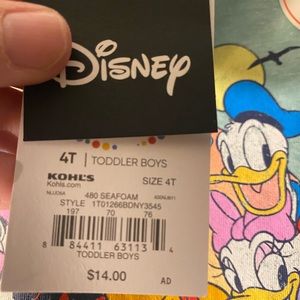 Disney
4T | TODDLER BOYS
KOHL'S
Kohls.com
SIZE 4T
480 SEAFOAM
STYLE 1T01266BDNY3545
197 70 76
8 84411 63113 4
TODDLER BOYS
$14.00 AD